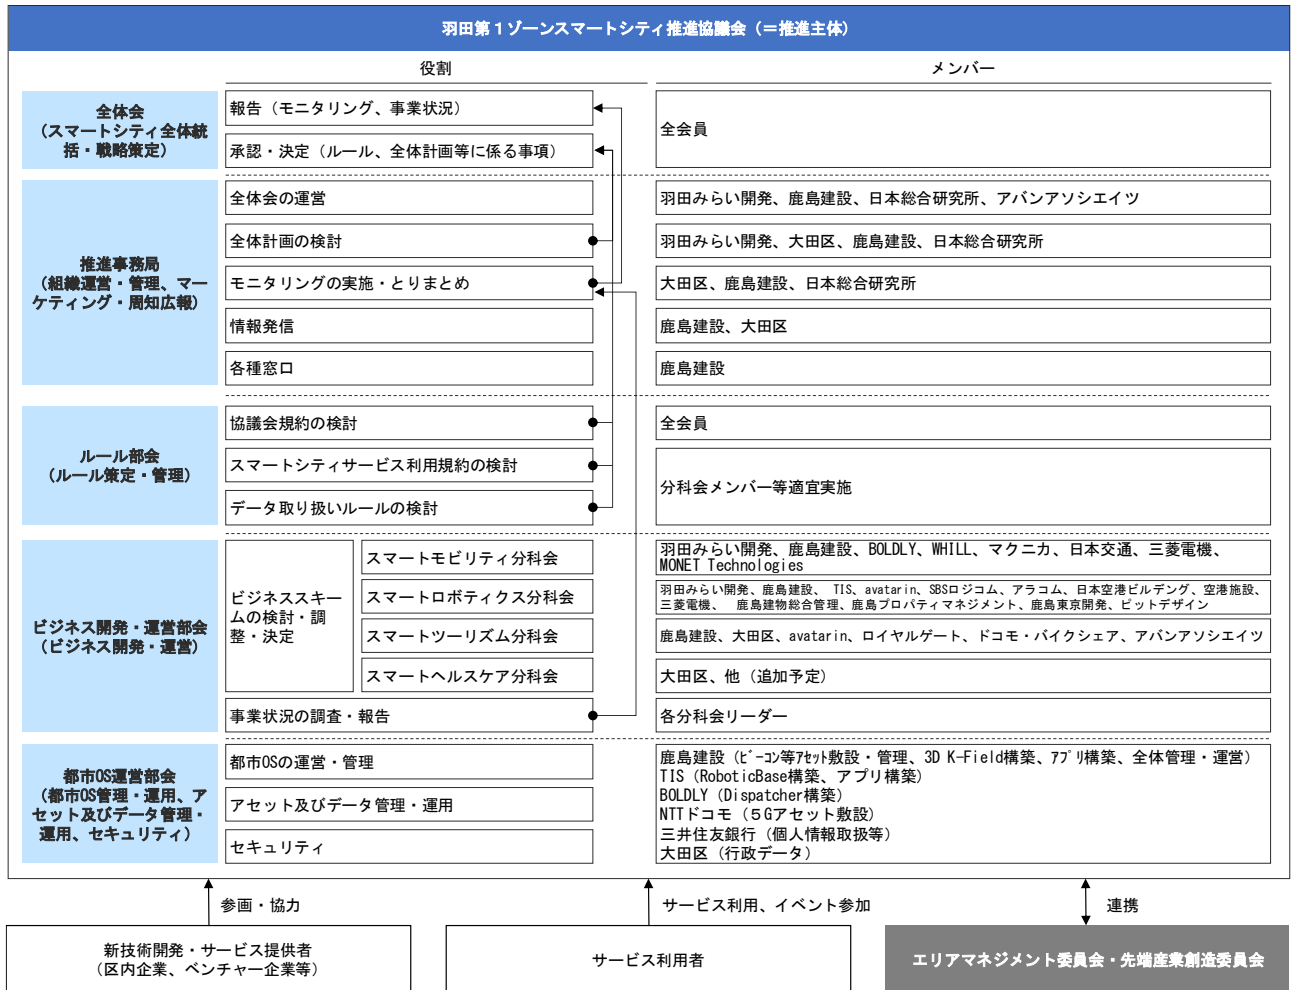 羽田第１ゾーンスマートシティ推進協議会（＝推進主体）
役割
メンバー
全体会
（スマートシティ全体統
括・戦略策定）
報告（モニタリング、事業状況）
承認・決定（ルール、全体計画等に係る事項）
全会員
推進事務局
（組織運営・管理、マー
ケティング・周知広報）
全体会の運営
羽田みらい開発、鹿島建設、日本総合研究所、アバンアソシエイツ
全体計画の検討
羽田みらい開発、大田区、鹿島建設、日本総合研究所
モニタリングの実施・とりまとめ
大田区、鹿島建設、日本総合研究所
情報発信
鹿島建設、大田区
各種窓口
鹿島建設
ルール部会
（ルール策定・管理）
協議会規約の検討
全会員
スマートシティサービス利用規約の検討
データ取り扱いルールの検討
分科会メンバー等適宜実施
ビジネス開発・運営部会
（ビジネス開発・運営）
ビジネススキー
ムの検討・調
整・決定
スマートモビリティ分科会
羽田みらい開発、鹿島建設、BOLDLY、WHILL、マクニカ、日本交通、三菱電機、
MONET Technologies
スマートロボティクス分科会
羽田みらい開発、鹿島建設、 TIS、avatarin、SBSロジコム、アラコム、日本空港ビルデング、空港施設、
三菱電機、 鹿島建物総合管理、鹿島プロパティマネジメント、鹿島東京開発、ピットデザイン
スマートツーリズム分科会
鹿島建設、大田区、avatarin、ロイヤルゲート、ドコモ・バイクシェア、アバンアソシエイツ
スマートヘルスケア分科会
大田区、他（追加予定）
事業状況の調査・報告
各分科会リーダー
都市OS運営部会
（都市OS管理・運用、ア
セット及びデータ管理・
運用、セキュリティ）
都市OSの運営・管理
アセット及びデータ管理・運用
セキュリティ
鹿島建設（ﾋﾞｰｺﾝ等ｱｾｯﾄ敷設・管理、3D K-Field構築、ｱﾌﾟﾘ構築、全体管理・運営）
TIS（RoboticBase構築、アプリ構築）
BOLDLY（Dispatcher構築）
NTTドコモ（５Gアセット敷設）
三井住友銀行（個人情報取扱等）
大田区（行政データ）
参画・協力
サービス利用、イベント参加
連携
新技術開発・サービス提供者
（区内企業、ベンチャー企業等）
サービス利用者
エリアマネジメント委員会・先端産業創造委員会